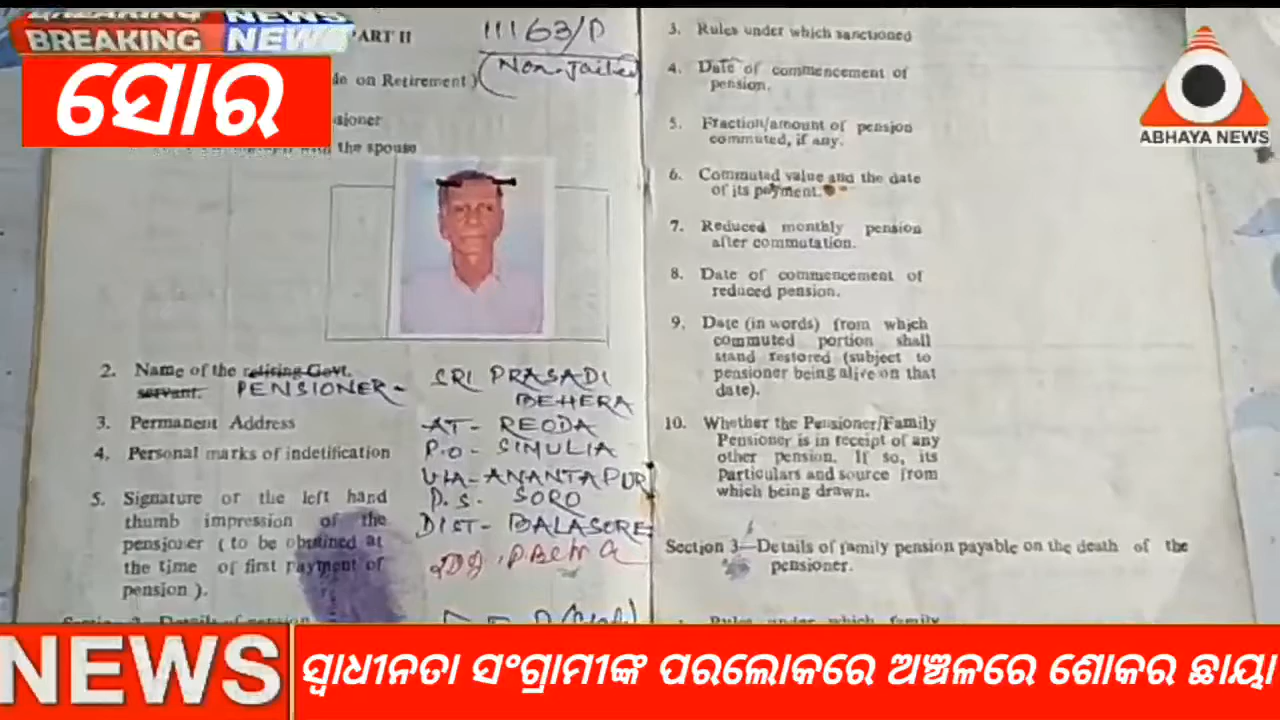 BREAKING NEWS
BREAKING NEWS
ସୋର
ABHAYA NEWS
PART II
11163/P
(Non-Jailed)
on Retirement)
the spouse
2. Name of the retiring Govt. servant. PENSIONER- SRI PRASADI
BEHERA
3. Permanent Address AT- REODA
4. Personal marks of indetification P.O- SIMULIA
VIA-ANANTAPUR
5. Signature or the left hand P.S- SORO
thumb impression of the DIST- BALASORE
pensioner (to be obtained at
the time of first payment of
pension).
3. Rules under which sanctioned
4. Date of commencement of
pension.
5. Fraction/amount of pension
commuted, if any.
6. Commuted value and the date
of its payment.
7. Reduced monthly pension
after commutation.
8. Date of commencement of
reduced pension.
9. Date (in words) from which
commuted portion shall
stand restored (subject to
pensioner being alive on that
date).
10. Whether the Pensioner/Family
Pensioner is in receipt of any
other pension. If so, its
Particulars and source from
which being drawn.
Section 3—Details of family pension payable on the death of the
pensioner.
NEWS
ସ୍ୱାଧୀନତା ସଂଗ୍ରାମୀଙ୍କ ପରଲୋକରେ ଅଞ୍ଚଳରେ ଶୋକର ଛାୟା